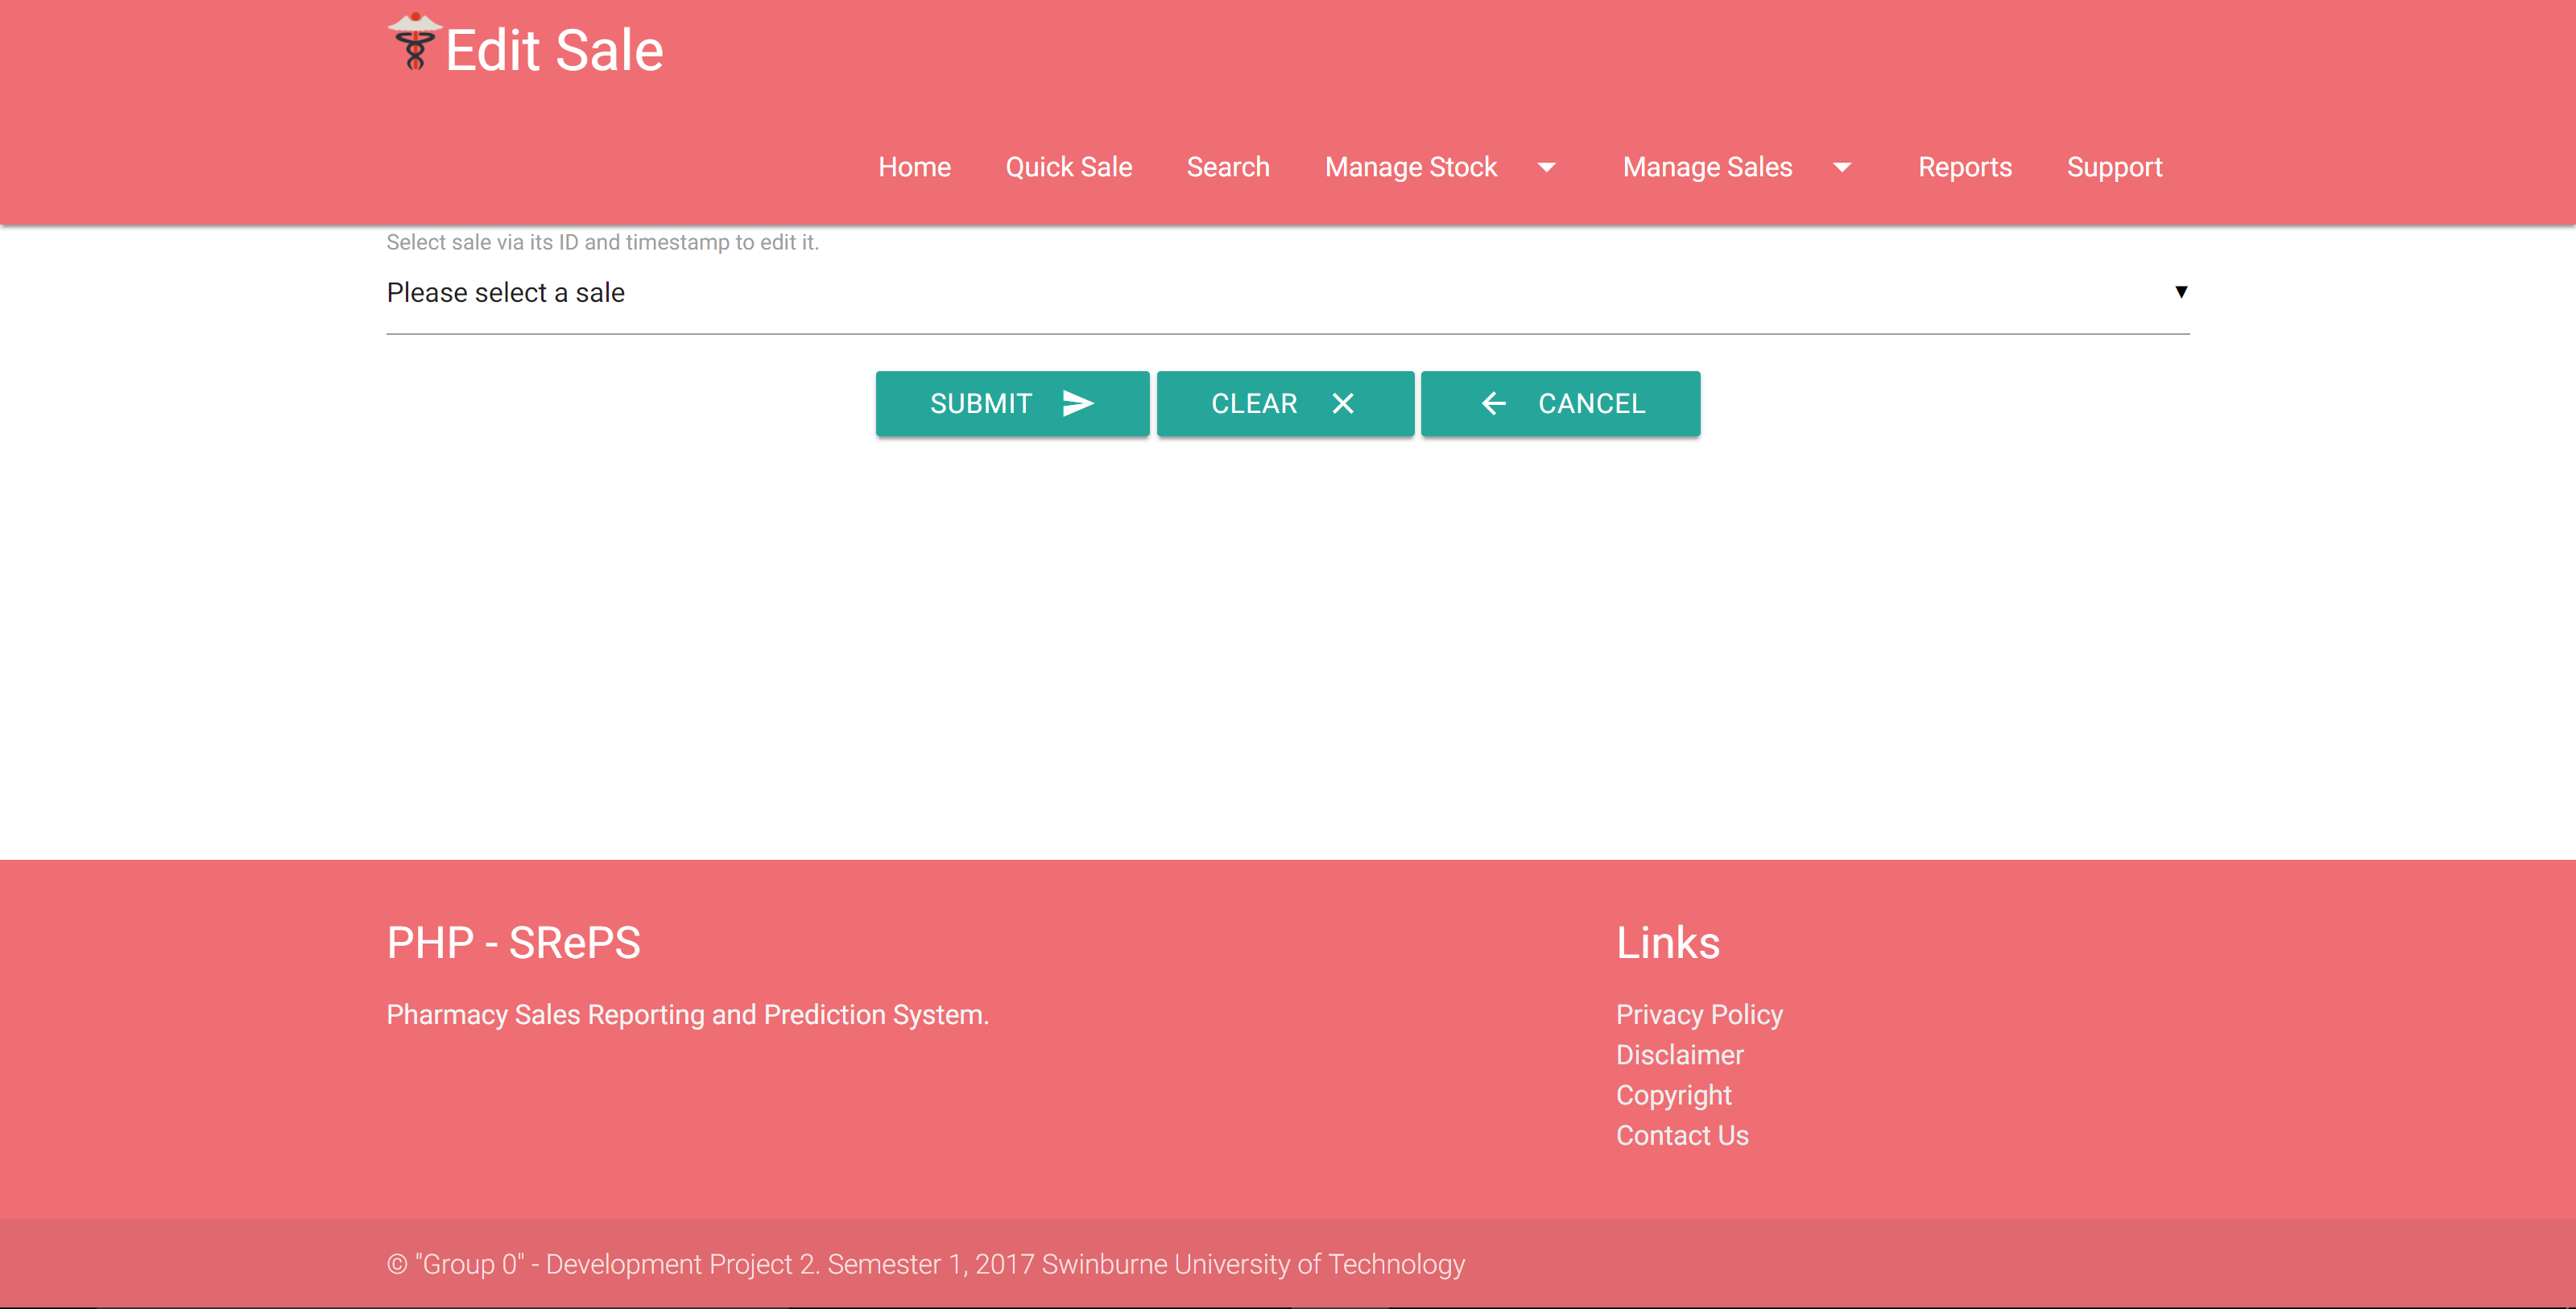 Edit Sale
Home Quick Sale Search Manage Stock Manage Sales Reports Support
Select sale via its ID and timestamp to edit it.
Please select a sale
SUBMIT CLEAR CANCEL
PHP - SRePS
Pharmacy Sales Reporting and Prediction System.
Links
Privacy Policy
Disclaimer
Copyright
Contact Us
© "Group 0" - Development Project 2. Semester 1, 2017 Swinburne University of Technology